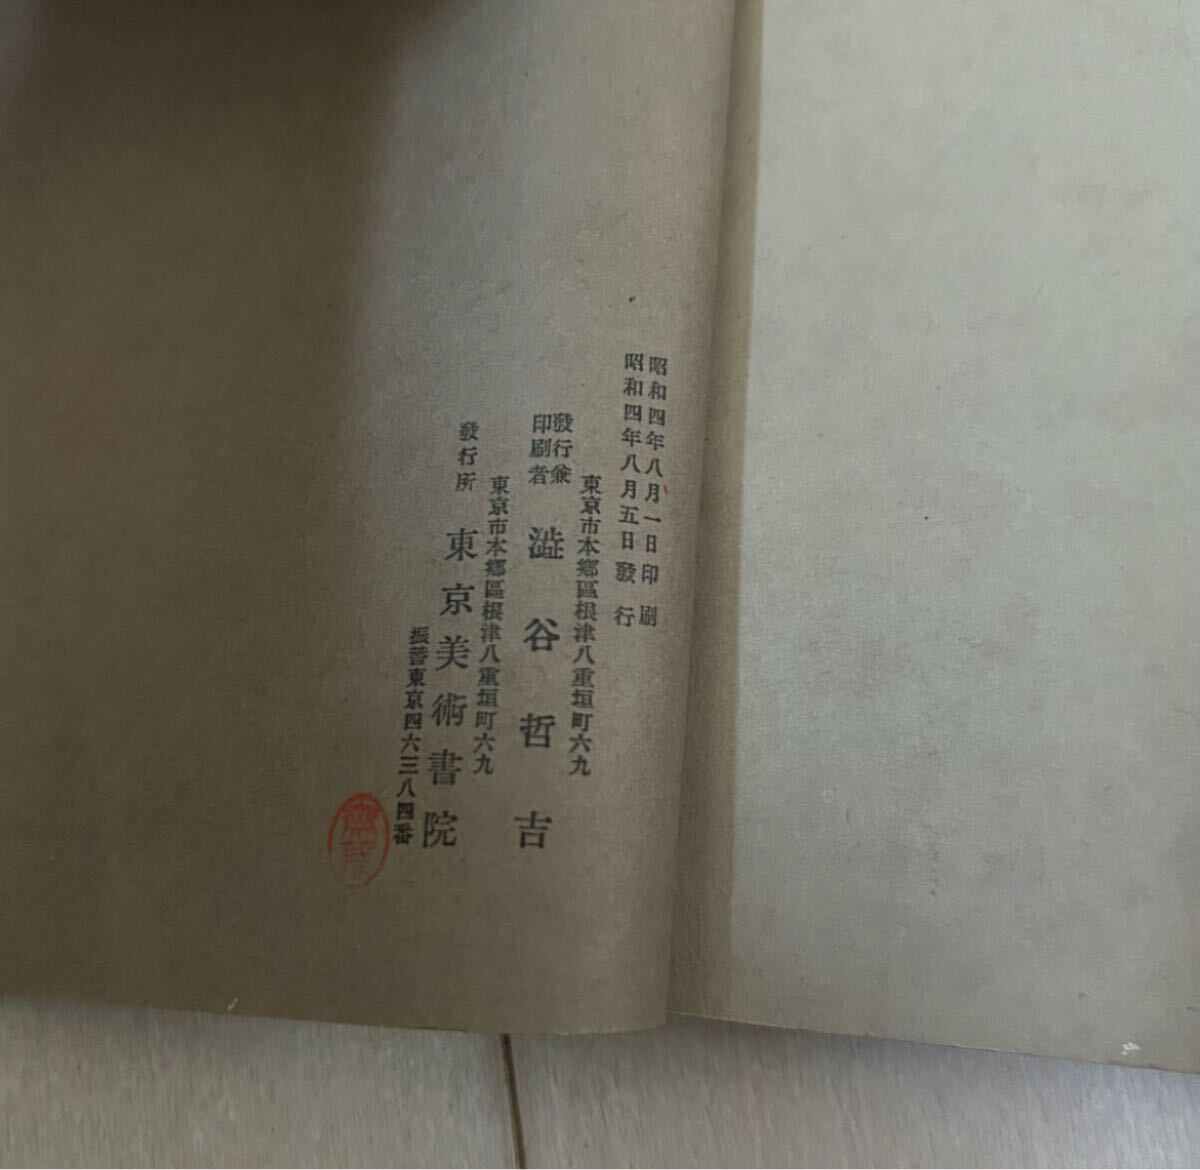 昭和四年八月一日印刷
昭和四年八月五日發行
東京市本鄉區根津八重垣町六九
發行兼
印刷者
澁谷哲吉
東京市本鄉區根津八重垣町六九
發行所
東京美術書院
振替東京四六三八四番